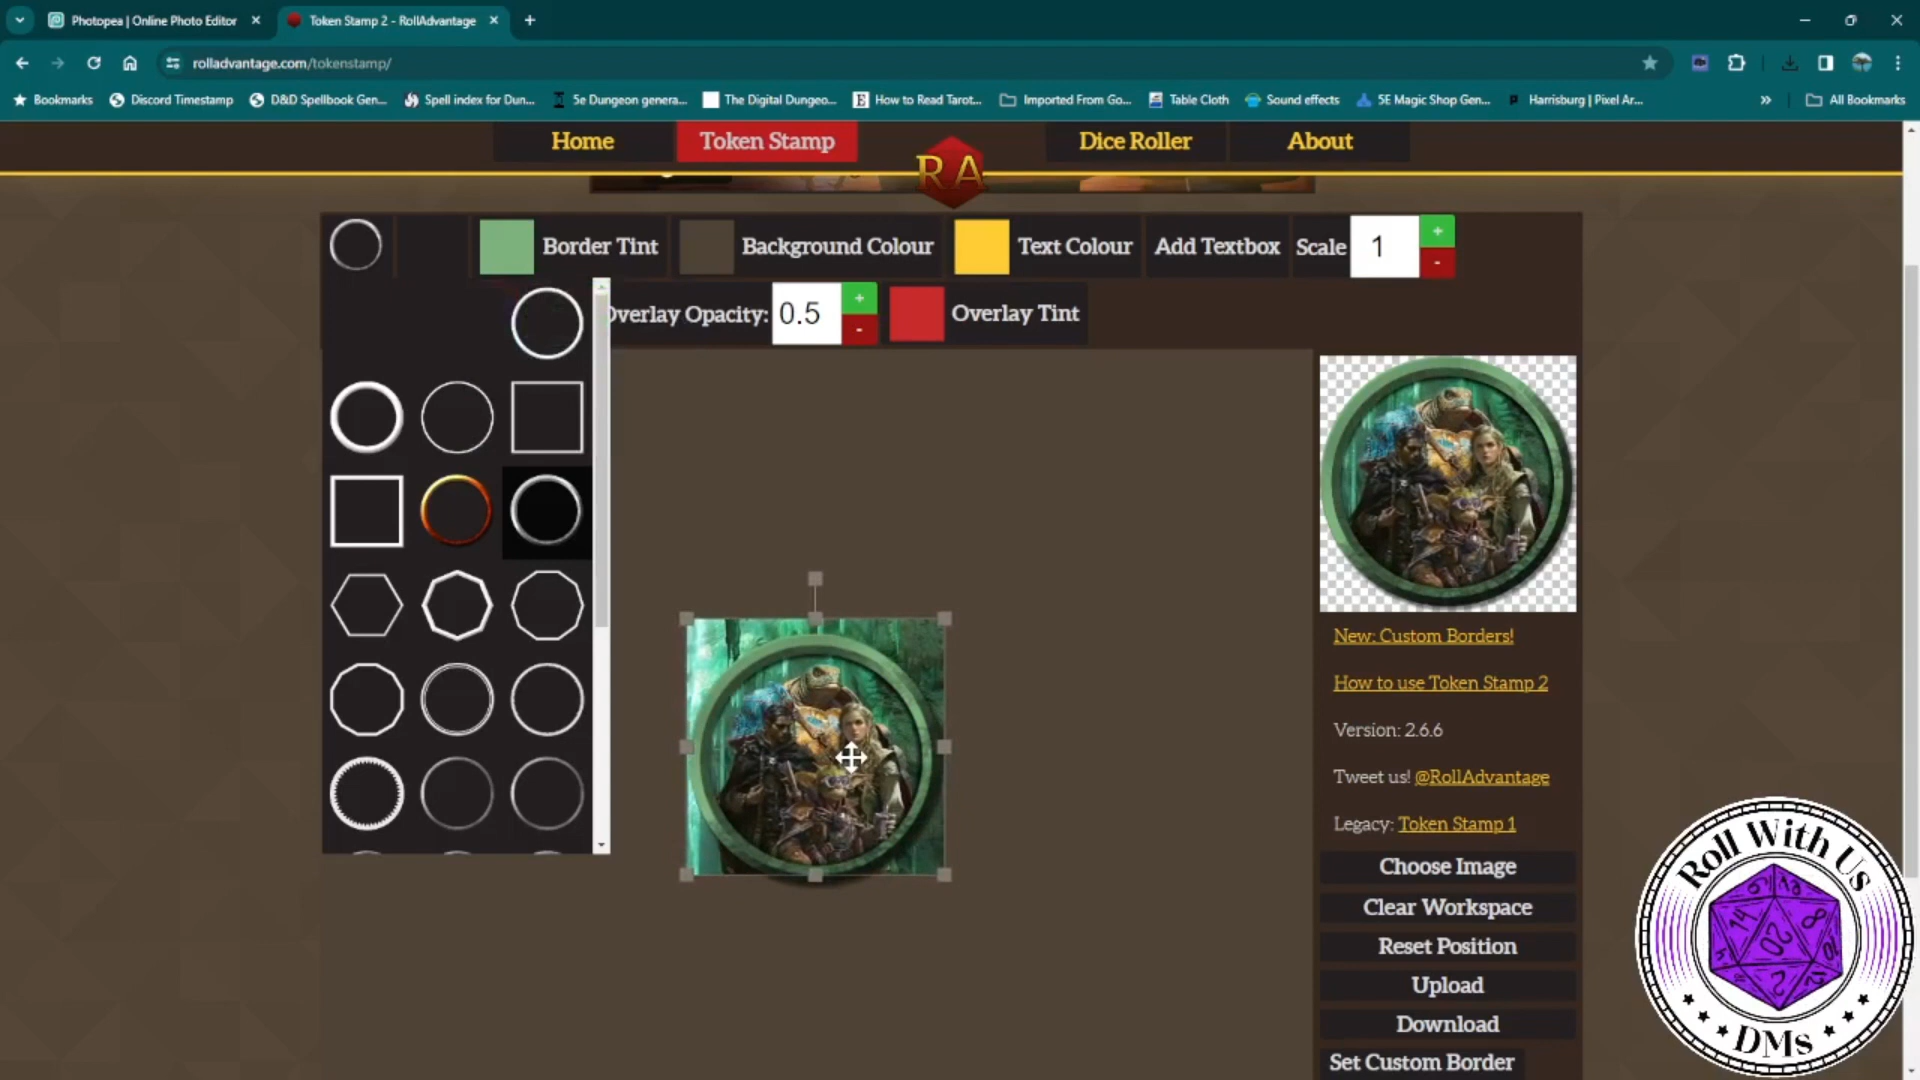 Photopea | Online Photo Editor
Token Stamp 2 - RollAdvantage
rolladvantage.com/tokenstamp/
Bookmarks
Discord Timestamp
D&D Spellbook Gen...
Spell index for Dun...
5e Dungeon genera...
The Digital Dungeo...
E
How to Read Tarot...
Imported From Go...
Table Cloth
Sound effects
5E Magic Shop Gen...
Harrisburg | Pixel Ar...
»
All Bookmarks
Home
Token Stamp
RA
Dice Roller
About
Border Tint
Background Colour
Text Colour
Add Textbox
Scale
1
+
-
Overlay Opacity:
0.5
+
-
Overlay Tint
New: Custom Borders!
How to use Token Stamp 2
Version: 2.6.6
Tweet us! @RollAdvantage
Legacy: Token Stamp 1
Choose Image
Clear Workspace
Reset Position
Upload
Download
Set Custom Border
Roll With Us
14
20
8
2
DMs